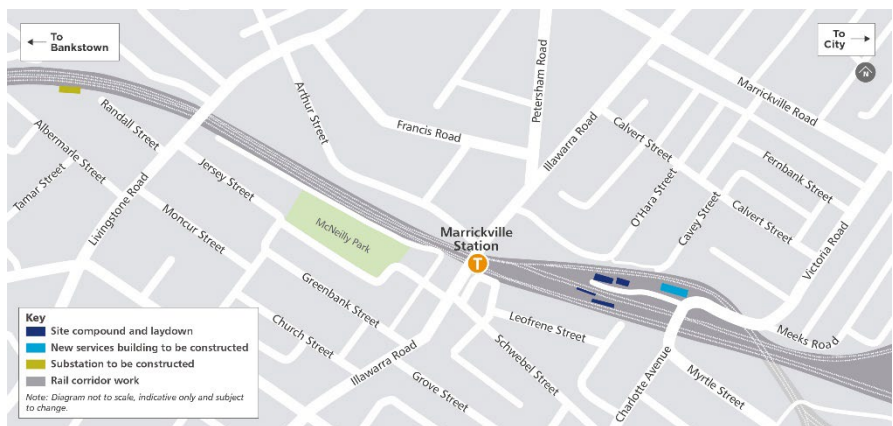 To
Bankstown
To
City
N
Petersham Road
Marrickville Road
Arthur Street
Randall Street
Francis Road
Illawarra Road
Calvert Street
Albermarle Street
Jersey Street
Fernbank Street
Tamar Street
O'Hara Street
Livingstone Road
Moncur Street
Cavey Street
Calvert Street
McNeilly Park
Marrickville
Station
T
Victoria Road
Greenbank Street
Church Street
Leofrene Street
Meeks Road
Schwebel Street
Illawarra Road
Grove Street
Charlotte Avenue
Myrtle Street
Key
Site compound and laydown
New services building to be constructed
Substation to be constructed
Rail corridor work
Note: Diagram not to scale, indicative only and subject
to change.